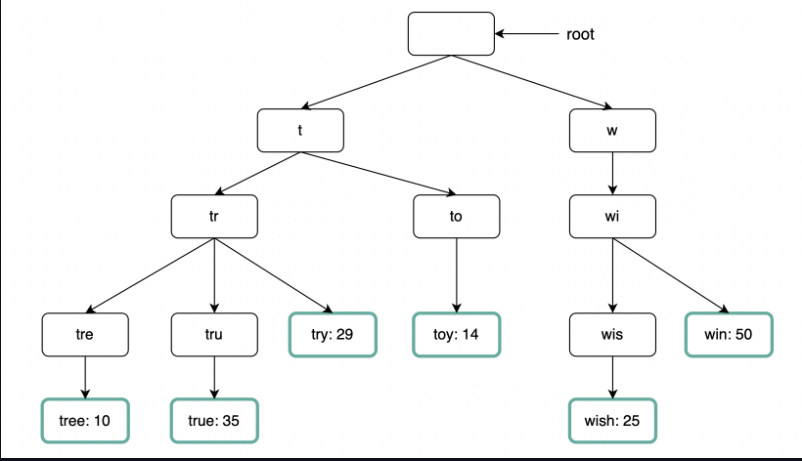 root
t
w
tr
to
wi
tre
tru
try: 29
toy: 14
wis
win: 50
tree: 10
true: 35
wish: 25